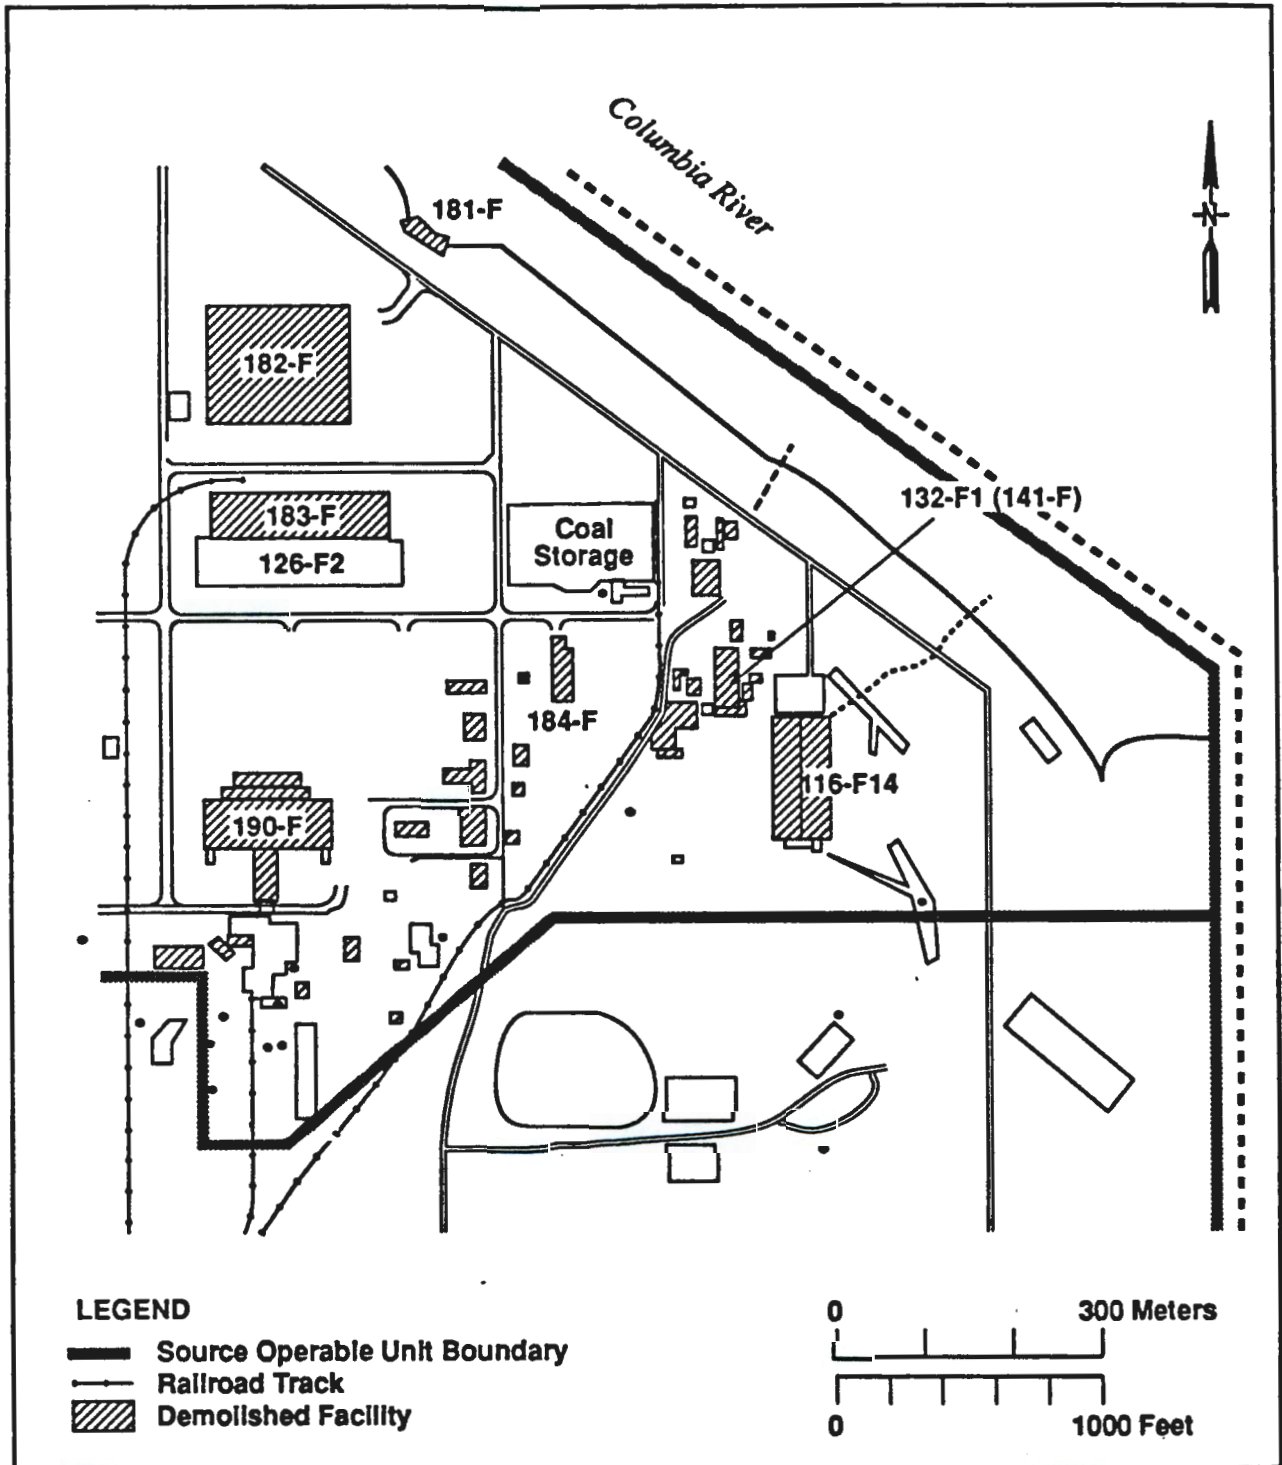 Columbia River
N
181-F
182-F
183-F
126-F2
Coal
Storage
132-F1 (141-F)
184-F
116-F14
190-F
LEGEND
Source Operable Unit Boundary
Railroad Track
Demolished Facility
0 300 Meters
0 1000 Feet